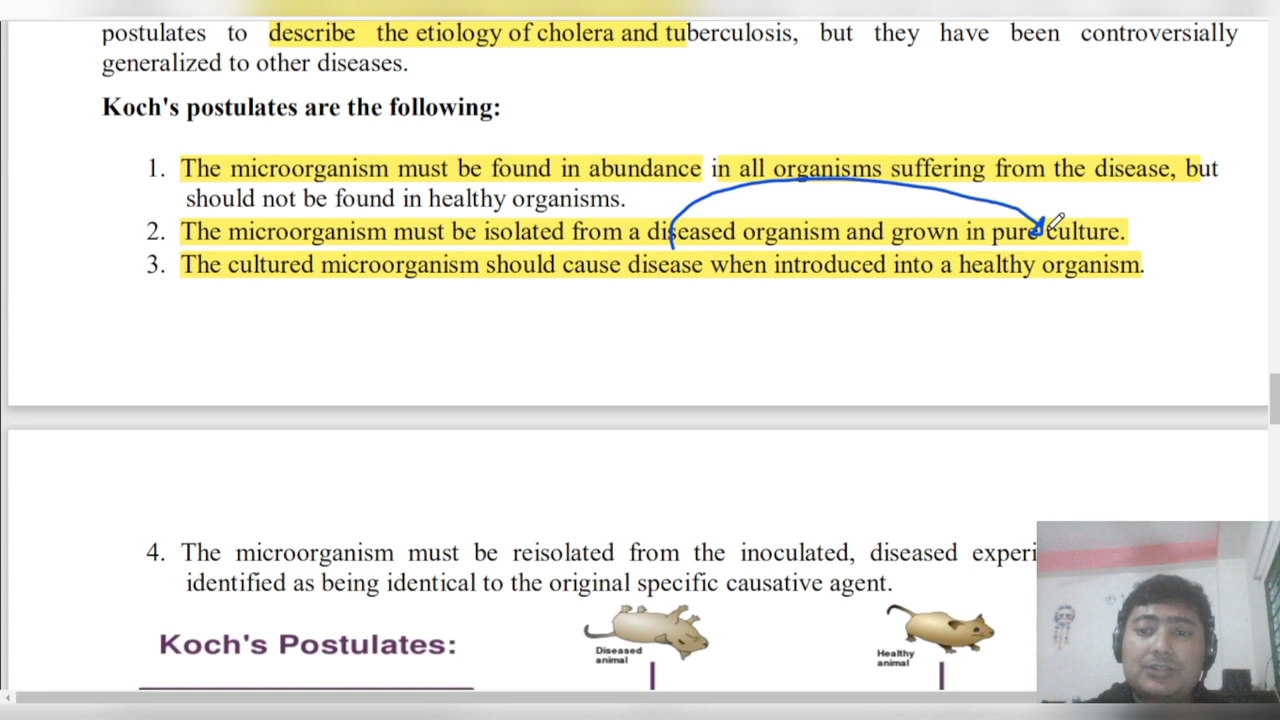 postulates to describe the etiology of cholera and tuberculosis, but they have been controversially
generalized to other diseases.
Koch's postulates are the following:
1. The microorganism must be found in abundance in all organisms suffering from the disease, but
should not be found in healthy organisms.
2. The microorganism must be isolated from a diseased organism and grown in pure culture.
3. The cultured microorganism should cause disease when introduced into a healthy organism.
4. The microorganism must be reisolated from the inoculated, diseased experi
identified as being identical to the original specific causative agent.
Koch's Postulates:
Diseased
animal
Healthy
animal